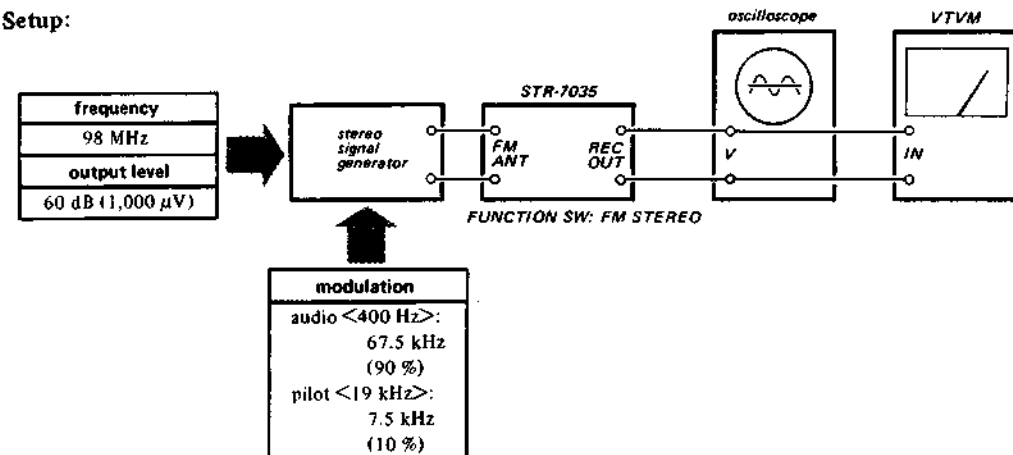 Setup:
oscilloscope
VTVM
frequency
98 MHz
output level
60 dB (1,000 μV)
stereo
signal
generator
STR-7035
FM
ANT
REC
OUT
V
IN
FUNCTION SW: FM STEREO
modulation
audio <400 Hz>:
67.5 kHz
(90 %)
pilot <19 kHz>:
7.5 kHz
(10 %)